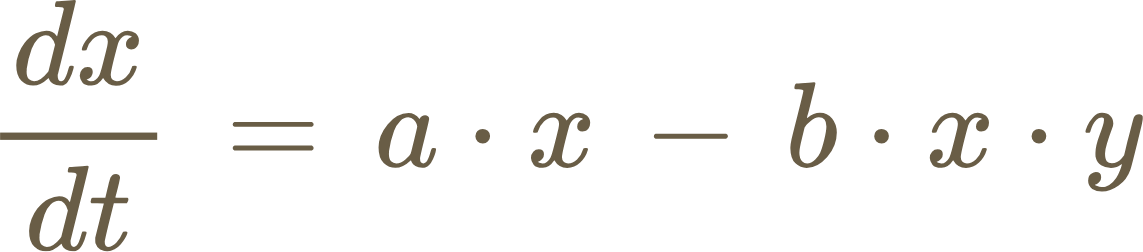 dx/dt = a · x − b · x · y